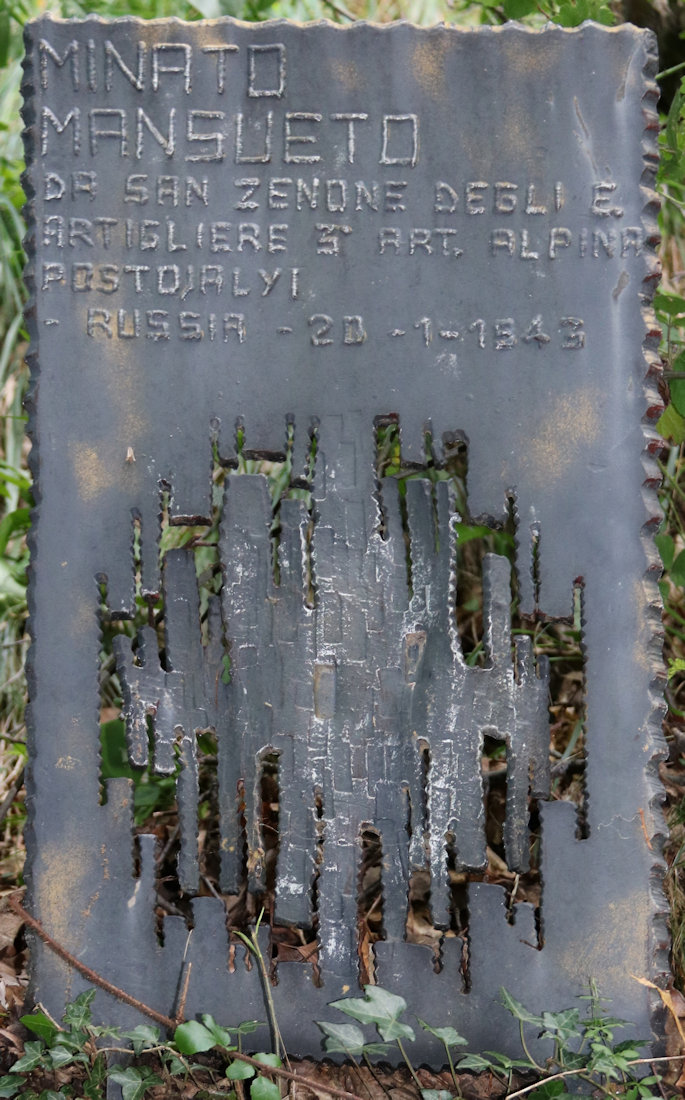 MINATO
MANSUETO
DA SAN ZENONE DEGLI E.
ARTIGLIERE 3° ART. ALPINA
POSTOJALYI
- RUSSIA - 20 -1-1943